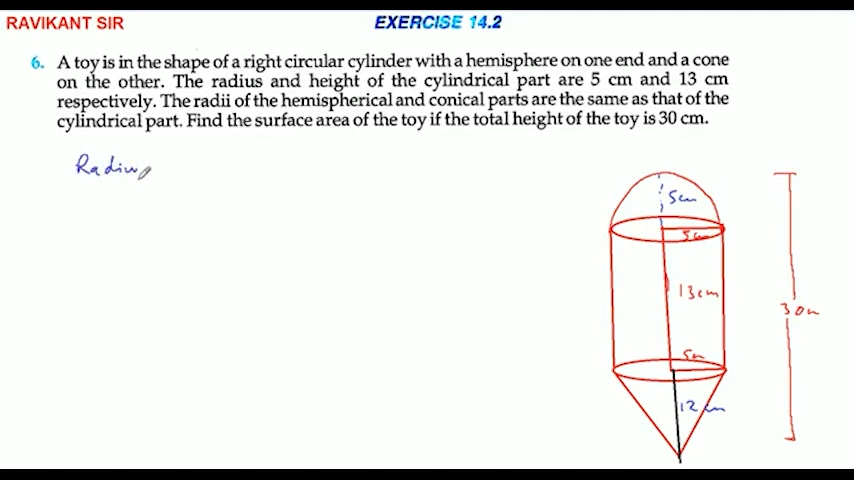 RAVIKANT SIR
EXERCISE 14.2
6. A toy is in the shape of a right circular cylinder with a hemisphere on one end and a cone
on the other. The radius and height of the cylindrical part are 5 cm and 13 cm
respectively. The radii of the hemispherical and conical parts are the same as that of the
cylindrical part. Find the surface area of the toy if the total height of the toy is 30 cm.
Radius
5cm
5cm
13cm
30m
5m
12cm